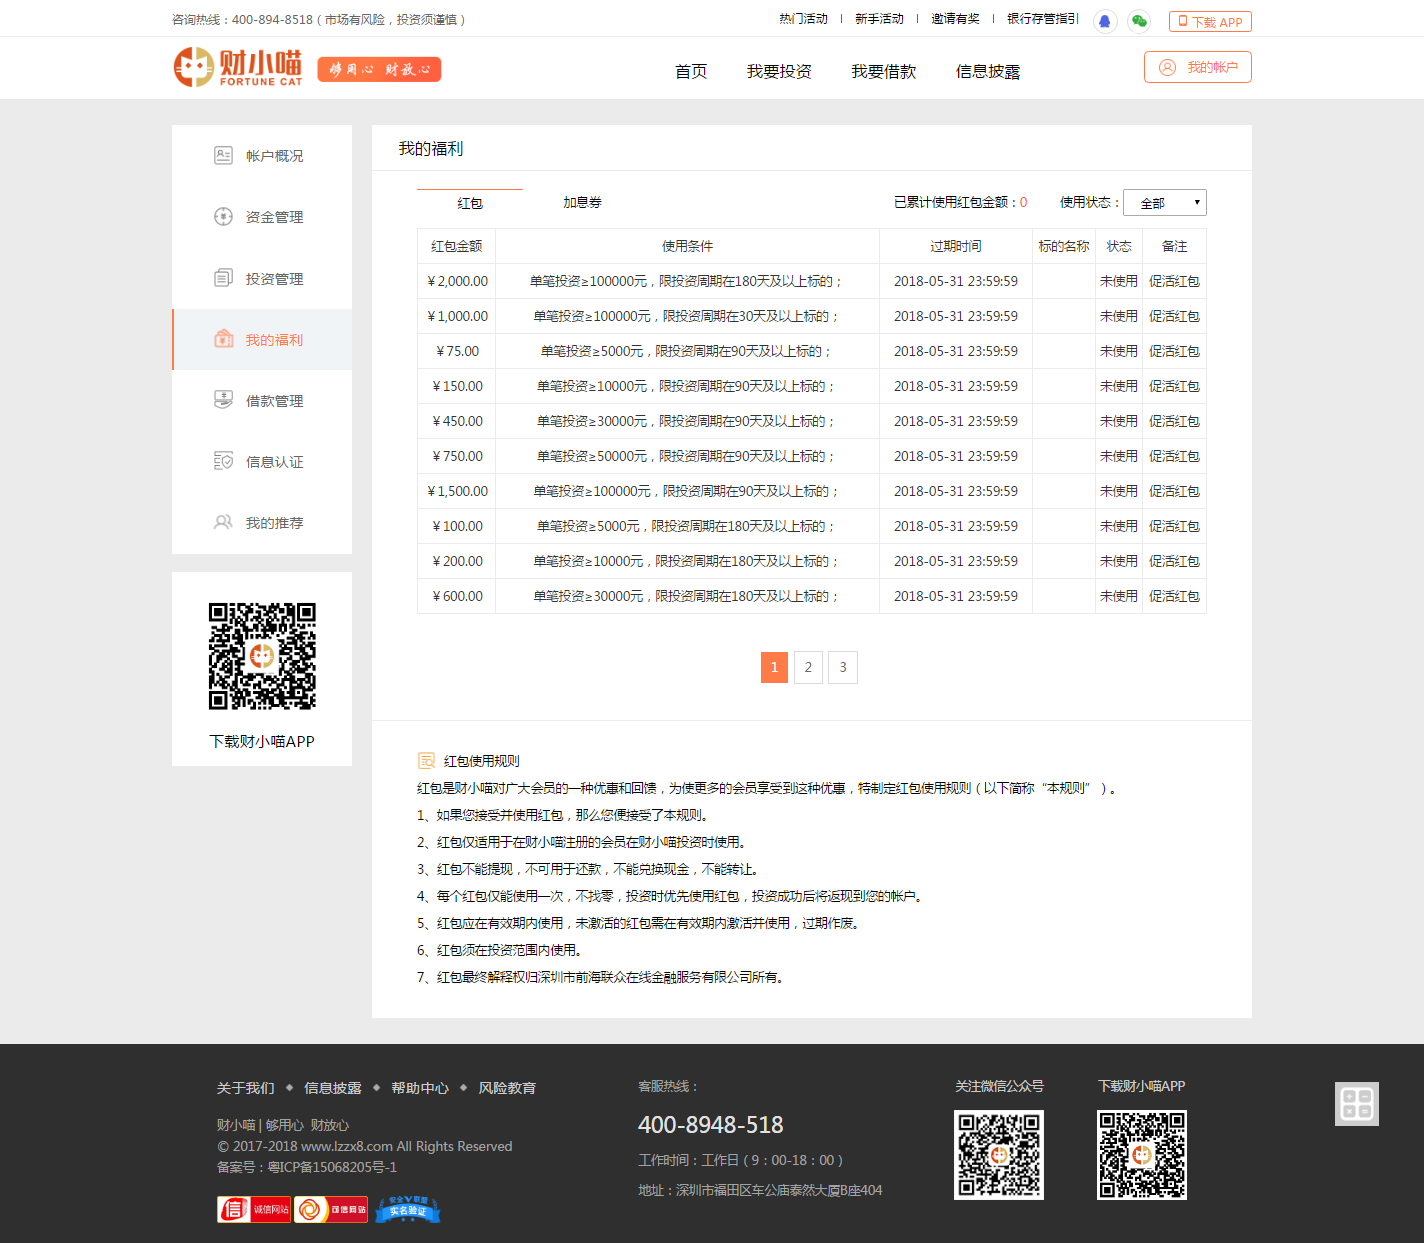 咨询热线：400-894-8518（市场有风险，投资须谨慎）
热门活动 | 新手活动 | 邀请有奖 | 银行存管指引
下载 APP
财小喵
FORTUNE CAT
够用心 财放心
首页 我要投资 我要借款 信息披露
我的帐户
帐户概况
资金管理
投资管理
我的福利
借款管理
信息认证
我的推荐
下载财小喵APP
我的福利
红包 加息券 已累计使用红包金额：0 使用状态： 全部
红包金额 使用条件 过期时间 标的名称 状态 备注
￥2,000.00 单笔投资≥100000元，限投资周期在180天及以上标的； 2018-05-31 23:59:59 未使用 促活红包
￥1,000.00 单笔投资≥100000元，限投资周期在30天及以上标的； 2018-05-31 23:59:59 未使用 促活红包
￥75.00 单笔投资≥5000元，限投资周期在90天及以上标的； 2018-05-31 23:59:59 未使用 促活红包
￥150.00 单笔投资≥10000元，限投资周期在90天及以上标的； 2018-05-31 23:59:59 未使用 促活红包
￥450.00 单笔投资≥30000元，限投资周期在90天及以上标的； 2018-05-31 23:59:59 未使用 促活红包
￥750.00 单笔投资≥50000元，限投资周期在90天及以上标的； 2018-05-31 23:59:59 未使用 促活红包
￥1,500.00 单笔投资≥100000元，限投资周期在90天及以上标的； 2018-05-31 23:59:59 未使用 促活红包
￥100.00 单笔投资≥5000元，限投资周期在180天及以上标的； 2018-05-31 23:59:59 未使用 促活红包
￥200.00 单笔投资≥10000元，限投资周期在180天及以上标的； 2018-05-31 23:59:59 未使用 促活红包
￥600.00 单笔投资≥30000元，限投资周期在180天及以上标的； 2018-05-31 23:59:59 未使用 促活红包
1 2 3
红包使用规则
红包是财小喵对广大会员的一种优惠和回馈，为使更多的会员享受到这种优惠，特制定红包使用规则（以下简称“本规则”）。
1、如果您接受并使用红包，那么您便接受了本规则。
2、红包仅适用于在财小喵注册的会员在财小喵投资时使用。
3、红包不能提现，不可用于还款，不能兑换现金，不能转让。
4、每个红包仅能使用一次，不找零，投资时优先使用红包，投资成功后将返现到您的帐户。
5、红包应在有效期内使用，未激活的红包需在有效期内激活并使用，过期作废。
6、红包须在投资范围内使用。
7、红包最终解释权归深圳市前海联众在线金融服务有限公司所有。
关于我们 ◆ 信息披露 ◆ 帮助中心 ◆ 风险教育
财小喵 | 够用心 财放心
© 2017-2018 www.lzzx8.com All Rights Reserved
备案号：粤ICP备15068205号-1
信 诚信网站
可信网站
安全V联盟
实名验证
客服热线：
400-8948-518
工作时间：工作日（9：00-18：00）
地址：深圳市福田区车公庙泰然大厦B座404
关注微信公众号
下载财小喵APP